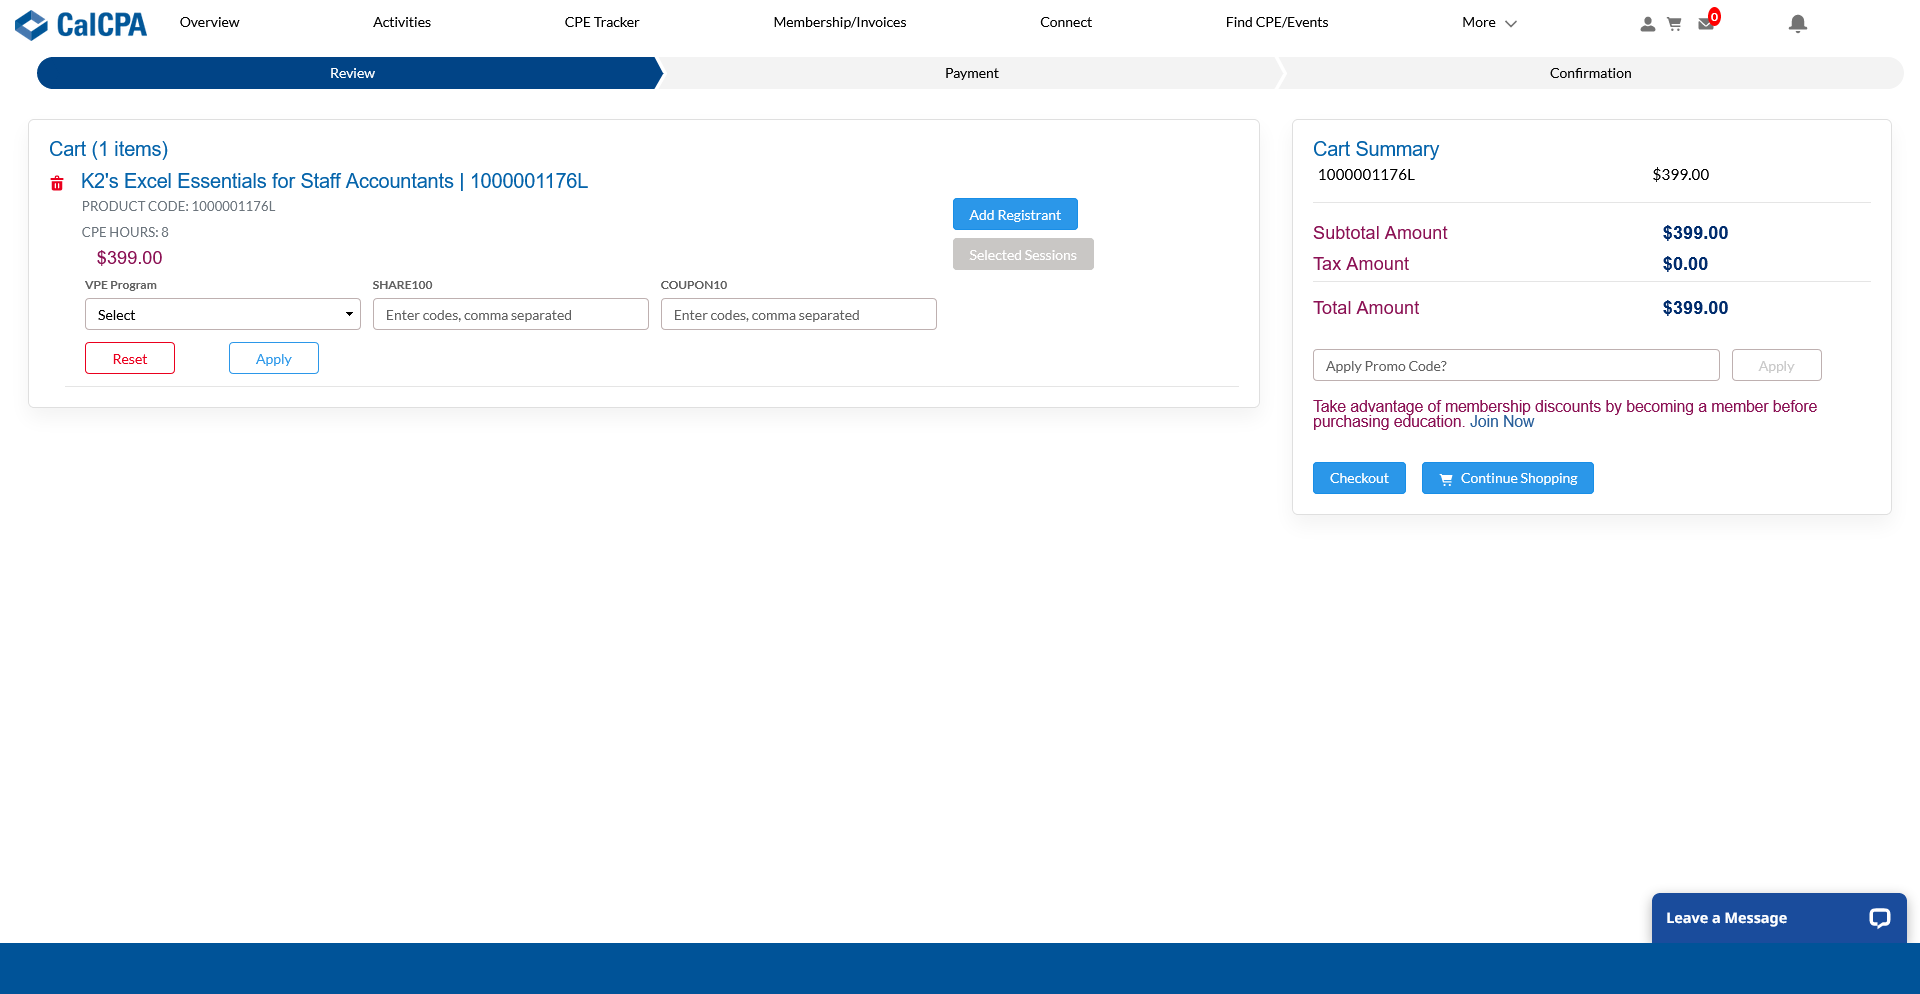 CalCPA
Overview
Activities
CPE Tracker
Membership/Invoices
Connect
Find CPE/Events
More
0
Review
Payment
Confirmation
Cart (1 items)
K2's Excel Essentials for Staff Accountants | 1000001176L
PRODUCT CODE: 1000001176L
CPE HOURS: 8
$399.00
Add Registrant
Selected Sessions
VPE Program
SHARE100
COUPON10
Select
Enter codes, comma separated
Enter codes, comma separated
Reset
Apply
Cart Summary
1000001176L $399.00
Subtotal Amount $399.00
Tax Amount $0.00
Total Amount $399.00
Apply Promo Code?
Apply
Take advantage of membership discounts by becoming a member before
purchasing education. Join Now
Checkout
Continue Shopping
Leave a Message